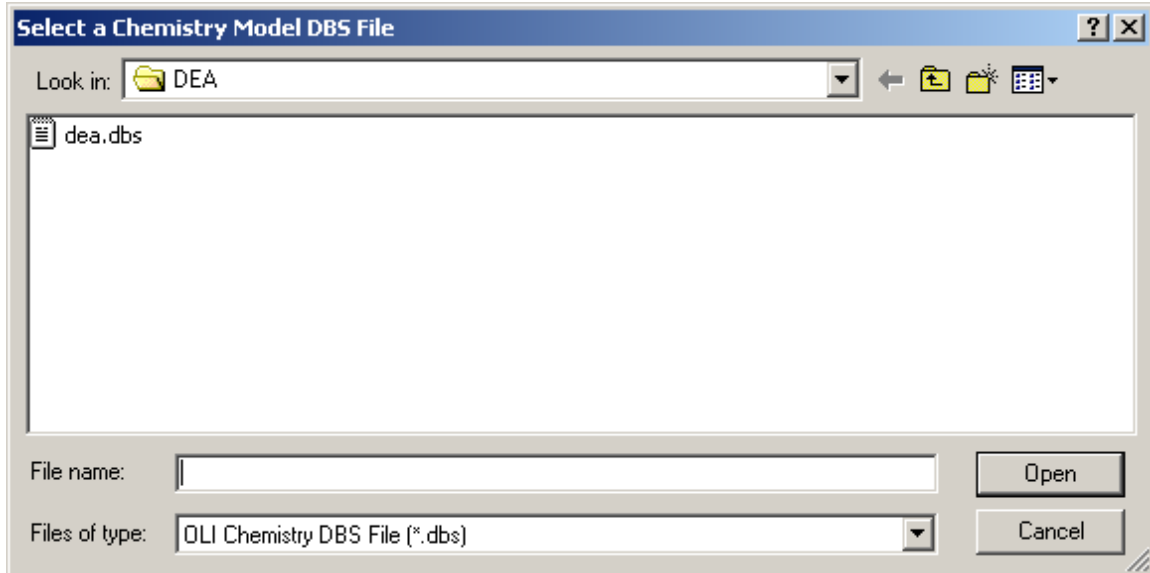 Select a Chemistry Model DBS File
Look in: DEA
dea.dbs
File name: Open
Files of type: OLI Chemistry DBS File (*.dbs) Cancel